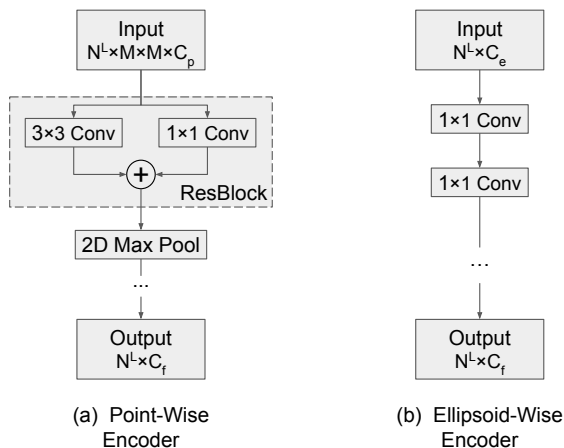 Input
N^L×M×M×C_p
3×3 Conv
1×1 Conv
+
ResBlock
2D Max Pool
...
Output
N^L×C_f
(a) Point-Wise
Encoder
Input
N^L×C_e
1×1 Conv
1×1 Conv
...
Output
N^L×C_f
(b) Ellipsoid-Wise
Encoder